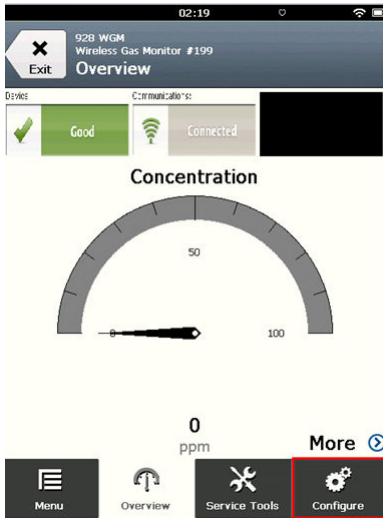 02:19
928 WGM
Wireless Gas Monitor #199
Exit
Overview
Device
Communications:
Good
Connected
Concentration
50
0
100
0
ppm
More
Menu
Overview
Service Tools
Configure